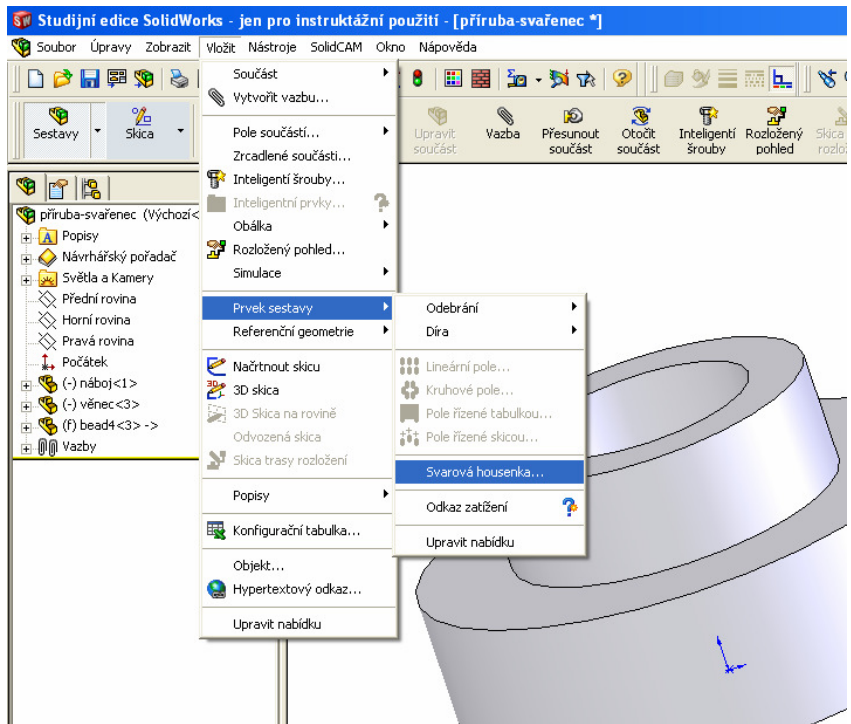 Studijní edice SolidWorks - jen pro instruktážní použití - [příruba-svařenec *]
Soubor Úpravy Zobrazit Vložit Nástroje SolidCAM Okno Nápověda
Sestavy Skica
Upravit součást
Vazba
Přesunout součást
Otočit součást
Inteligentí šrouby
Rozložený pohled
Skica
příruba-svařenec (Výchozí<
Popisy
Návrhářský pořadač
Světla a Kamery
Přední rovina
Horní rovina
Pravá rovina
Počátek
(-) náboj<1>
(-) věnec<3>
(f) bead4<3> ->
Vazby
Součást
Vytvořit vazbu...
Pole součástí...
Zrcadlené součásti...
Inteligentí šrouby...
Inteligentní prvky...
Obálka
Rozložený pohled...
Simulace
Prvek sestavy
Referenční geometrie
Načrtnout skicu
3D skica
3D Skica na rovině
Odvozená skica
Skica trasy rozložení
Popisy
Konfigurační tabulka...
Objekt...
Hypertextový odkaz...
Upravit nabídku
Odebrání
Díra
Lineární pole...
Kruhové pole...
Pole řízené tabulkou...
Pole řízené skicou...
Svarová housenka...
Odkaz zatížení
Upravit nabídku